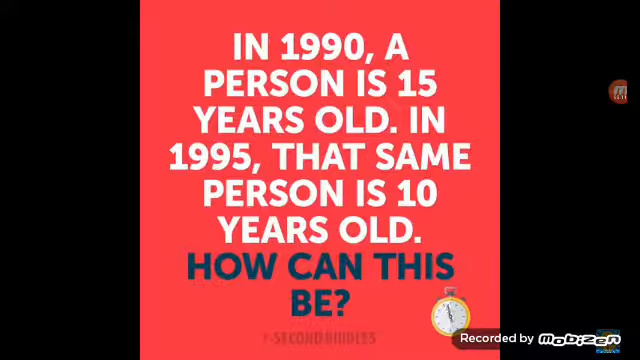 IN 1990, A
PERSON IS 15
YEARS OLD. IN
1995, THAT SAME
PERSON IS 10
YEARS OLD.
HOW CAN THIS
BE?
Recorded by MOBIZEN